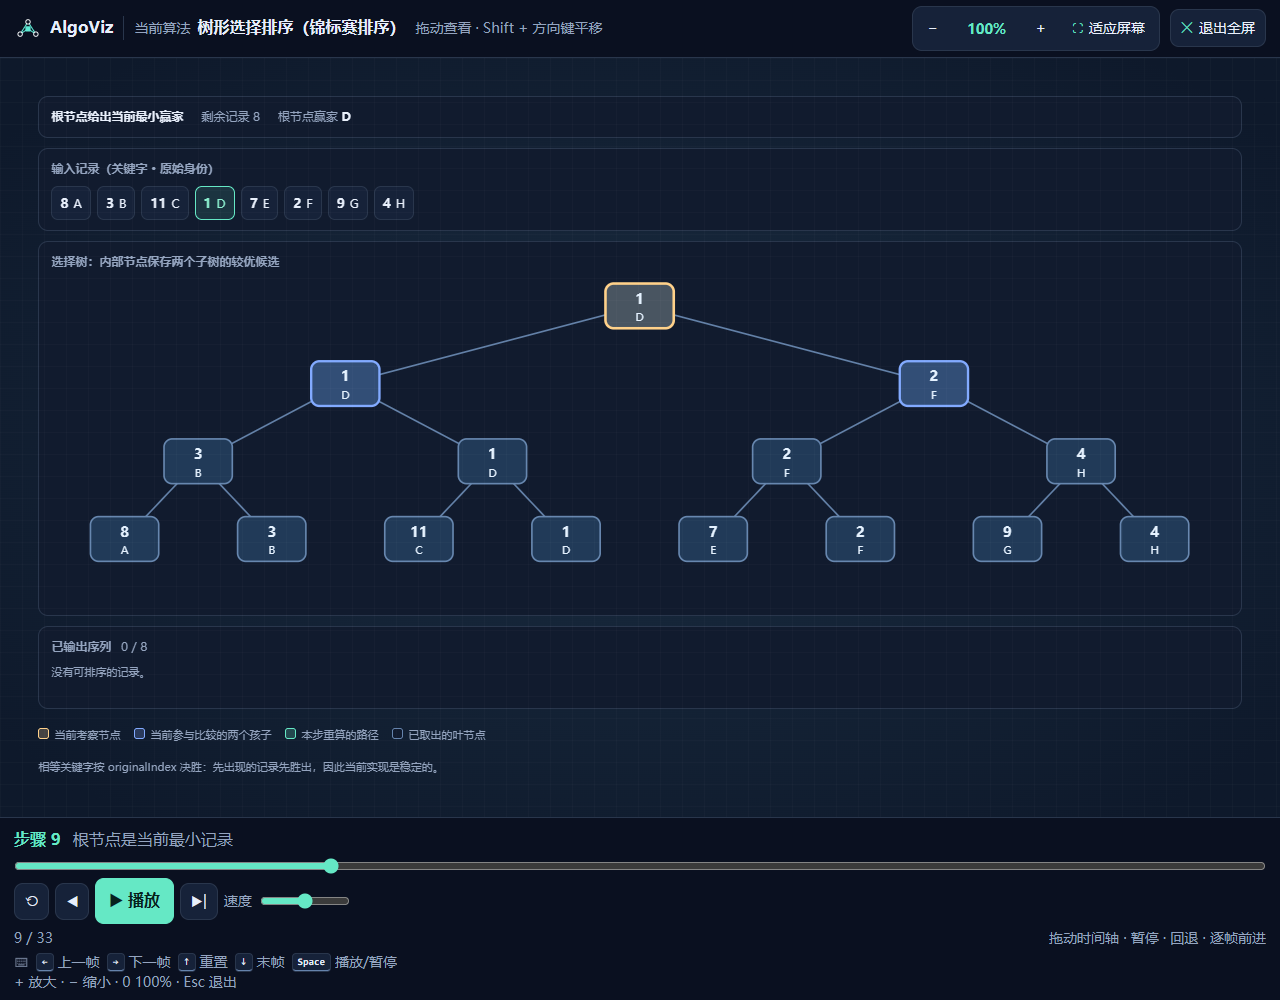 AlgoViz 当前算法 树形选择排序（锦标赛排序） 拖动查看 · Shift + 方向键平移 − 100% + 适应屏幕 退出全屏
根节点给出当前最小赢家 剩余记录 8 根节点赢家 D
输入记录（关键字 • 原始身份）
8 A 3 B 11 C 1 D 7 E 2 F 9 G 4 H
选择树：内部节点保存两个子树的较优候选
1
D
1 2
D F
3 1 2 4
B D F H
8 3 11 1 7 2 9 4
A B C D E F G H
已输出序列 0 / 8
没有可排序的记录。
当前考察节点 当前参与比较的两个孩子 本步重算的路径 已取出的叶节点
相等关键字按 originalIndex 决胜：先出现的记录先胜出，因此当前实现是稳定的。
步骤 9 根节点是当前最小记录
播放 速度
9 / 33 拖动时间轴 · 暂停 · 回退 · 逐帧前进
← 上一帧 → 下一帧 ↑ 重置 ↓ 末帧 Space 播放/暂停
+ 放大 · − 缩小 · 0 100% · Esc 退出